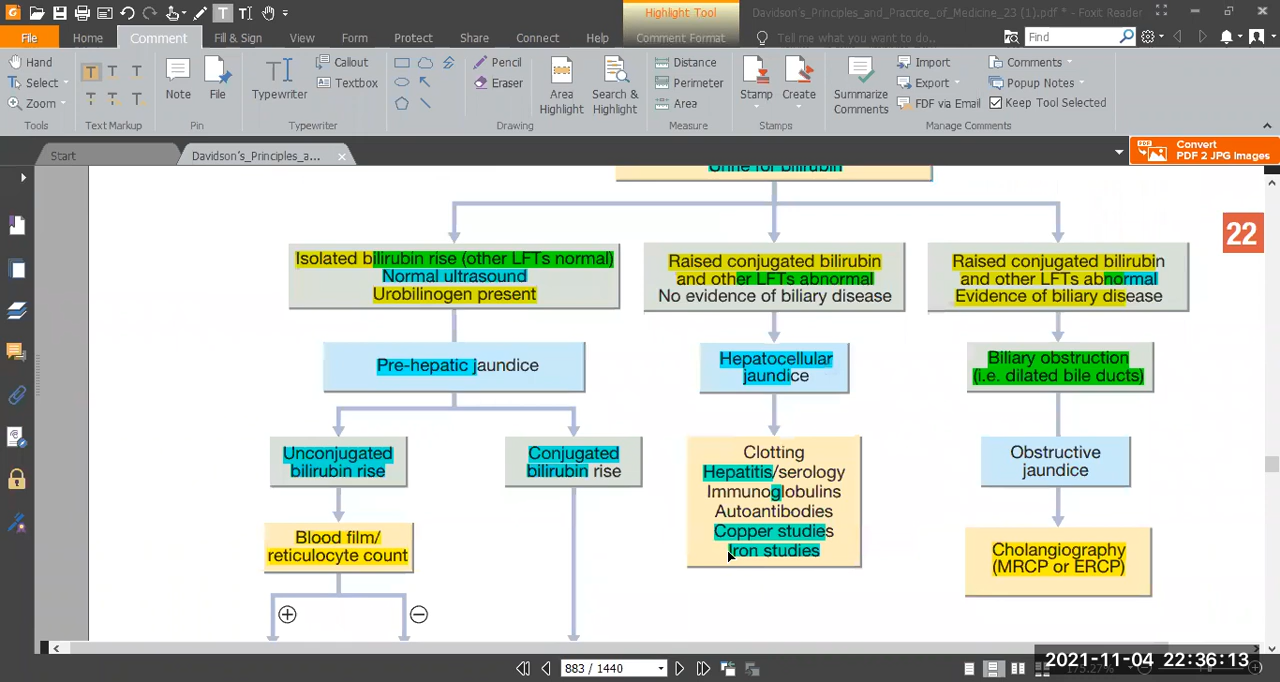 Highlight Tool
Davidson's_Principles_and_Practice_of_Medicine_23 (1).pdf * - Foxit Reader
File
Home
Comment
Fill & Sign
View
Form
Protect
Share
Connect
Help
Comment Format
Tell me what you want to do..
Find
Hand
Select
Zoom
Tools
T T T
T T T
Text Markup
Note
File
Pin
Typewriter
Callout
Textbox
Typewriter
Pencil
Eraser
Area
Highlight
Search &
Highlight
Drawing
Distance
Perimeter
Area
Measure
Stamp
Create
Stamps
Summarize
Comments
Import
Export
FDF via Email
Comments
Popup Notes
Keep Tool Selected
Manage Comments
Start
Davidson's_Principles_a...
Convert
PDF 2 JPG Images
Urine for bilirubin
22
Isolated bilirubin rise (other LFTs normal)
Normal ultrasound
Urobilinogen present
Raised conjugated bilirubin
and other LFTs abnormal
No evidence of biliary disease
Raised conjugated bilirubin
and other LFTs abnormal
Evidence of biliary disease
Pre-hepatic jaundice
Hepatocellular
jaundice
Biliary obstruction
(i.e. dilated bile ducts)
Unconjugated
bilirubin rise
Conjugated
bilirubin rise
Clotting
Hepatitis/serology
Immunoglobulins
Autoantibodies
Copper studies
Iron studies
Obstructive
jaundice
Blood film/
reticulocyte count
Cholangiography
(MRCP or ERCP)
+
−
883 / 1440
2021-11-04 22:36:13